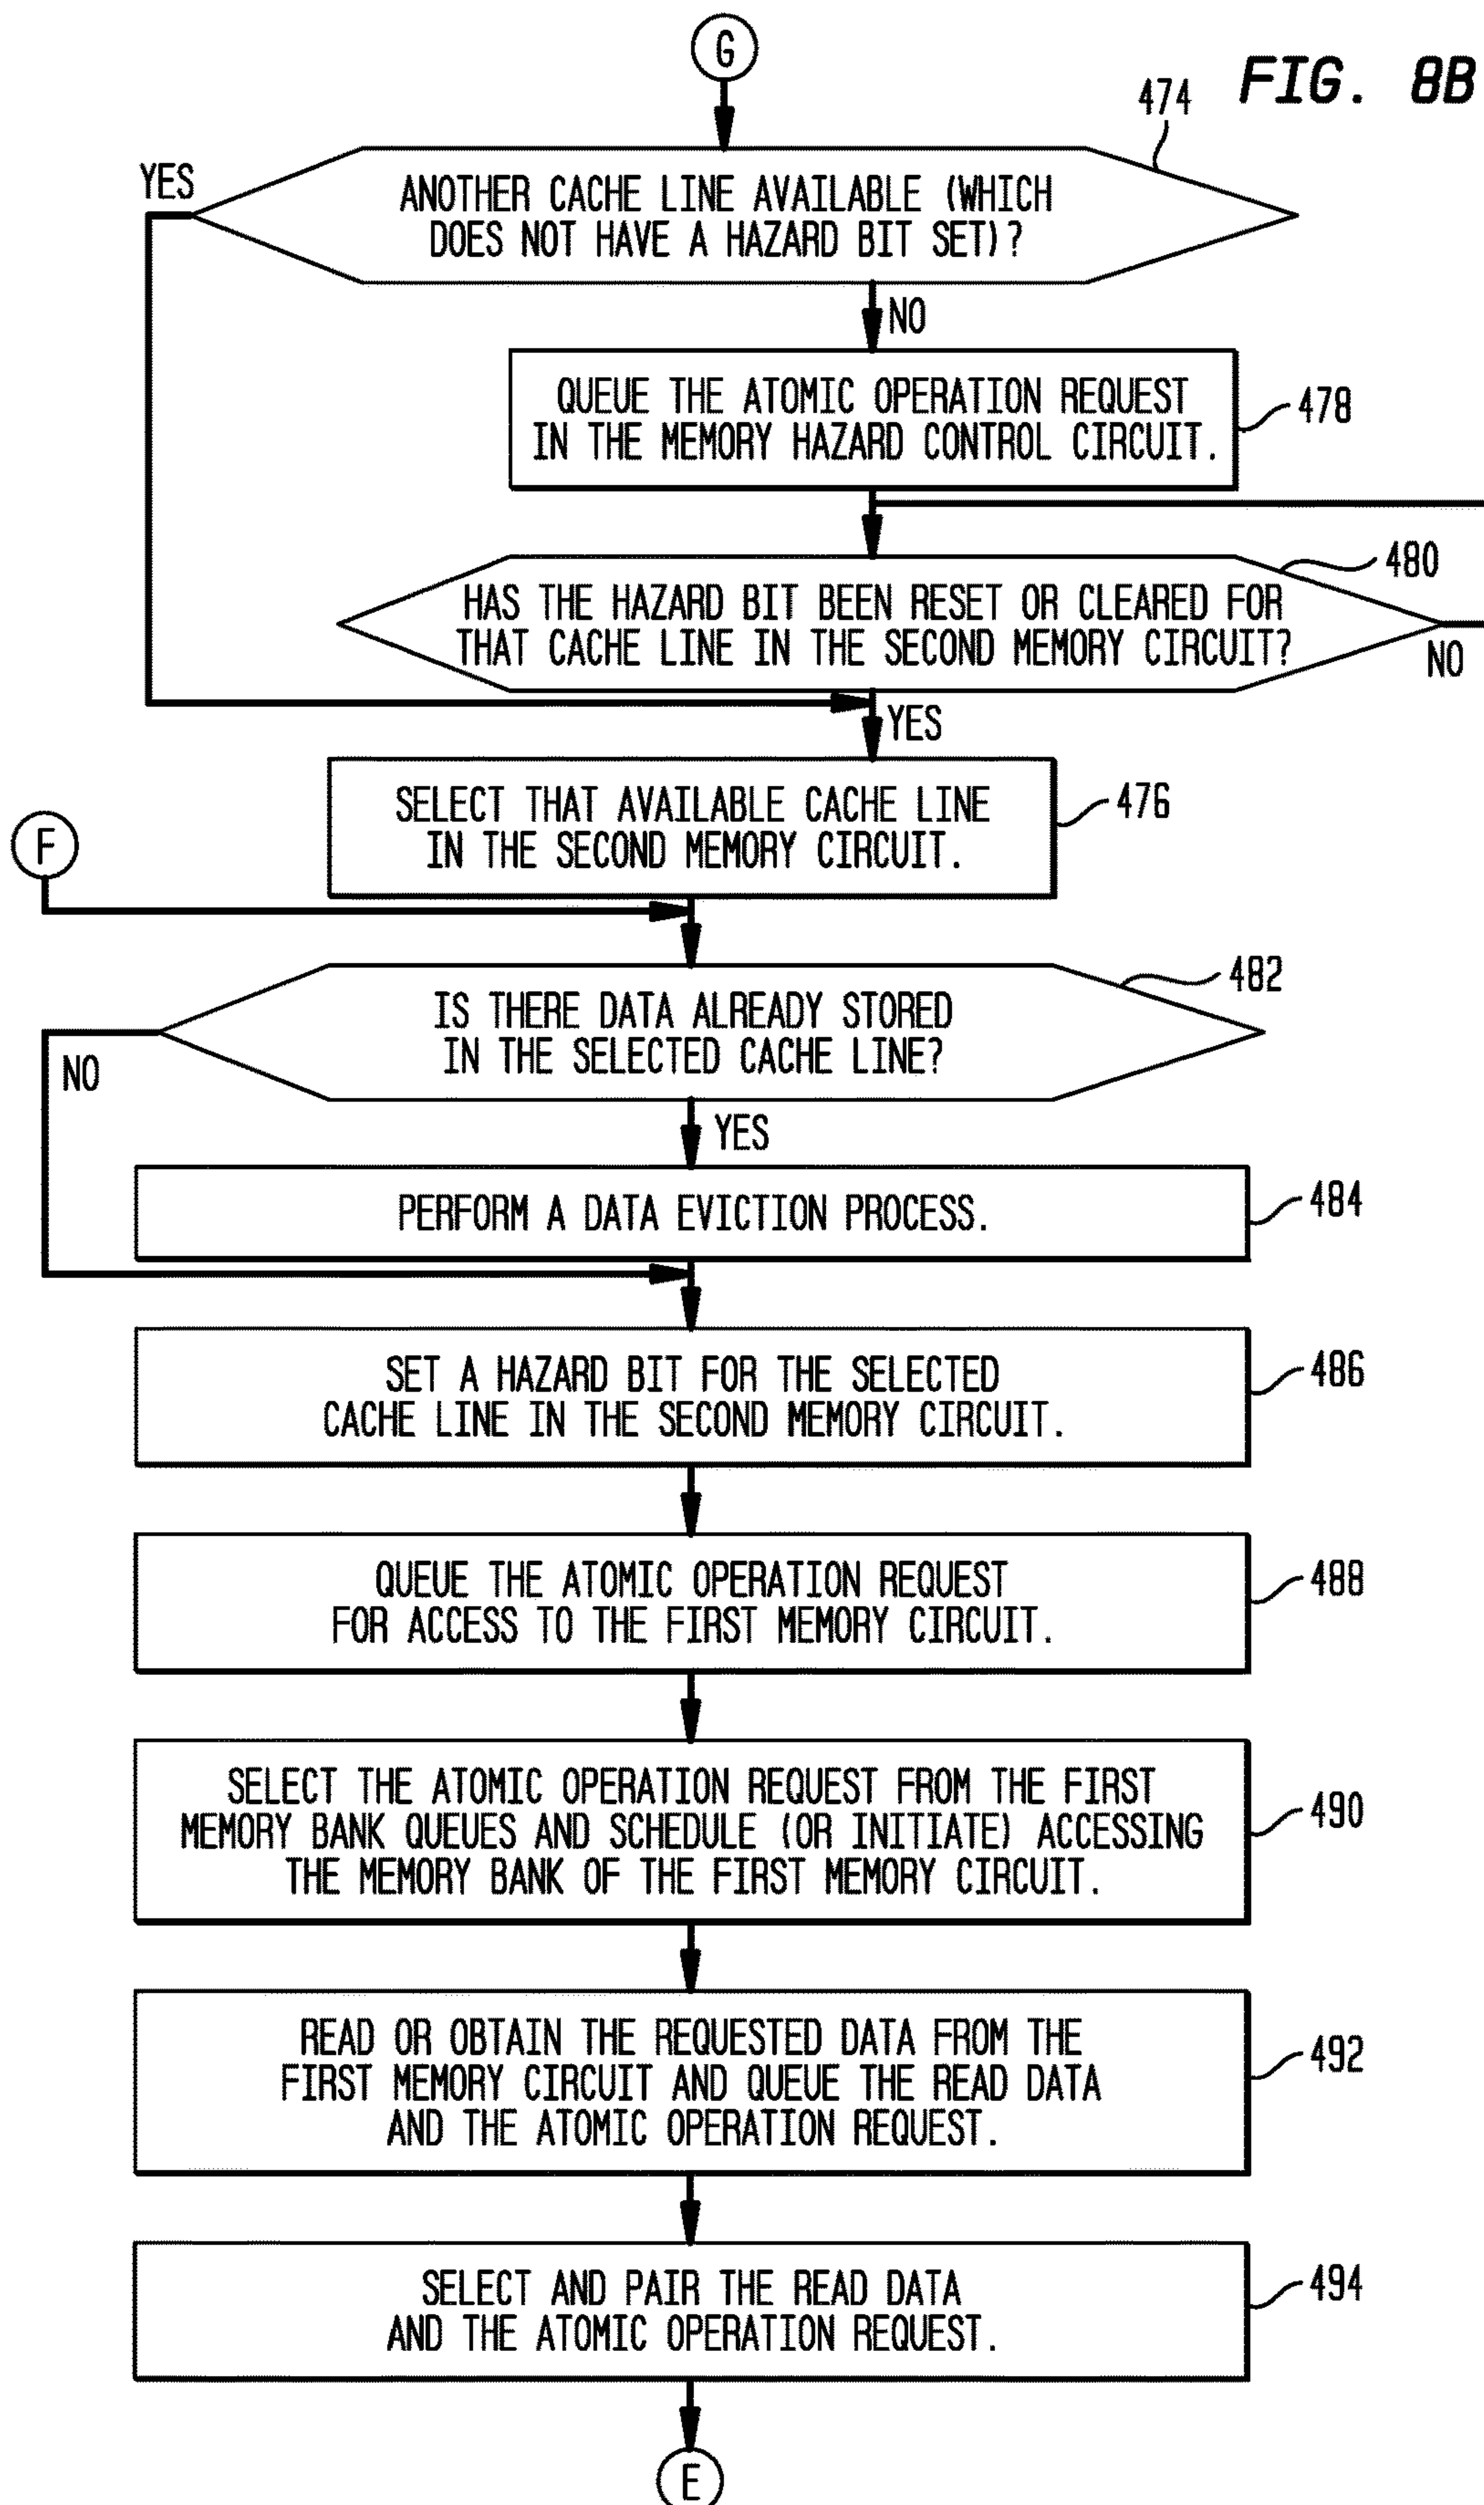 G
FIG. 8B
474
YES
ANOTHER CACHE LINE AVAILABLE (WHICH
DOES NOT HAVE A HAZARD BIT SET)?
NO
QUEUE THE ATOMIC OPERATION REQUEST
IN THE MEMORY HAZARD CONTROL CIRCUIT.
478
480
HAS THE HAZARD BIT BEEN RESET OR CLEARED FOR
THAT CACHE LINE IN THE SECOND MEMORY CIRCUIT?
NO
YES
SELECT THAT AVAILABLE CACHE LINE
IN THE SECOND MEMORY CIRCUIT.
476
F
482
IS THERE DATA ALREADY STORED
IN THE SELECTED CACHE LINE?
NO
YES
PERFORM A DATA EVICTION PROCESS.
484
SET A HAZARD BIT FOR THE SELECTED
CACHE LINE IN THE SECOND MEMORY CIRCUIT.
486
QUEUE THE ATOMIC OPERATION REQUEST
FOR ACCESS TO THE FIRST MEMORY CIRCUIT.
488
SELECT THE ATOMIC OPERATION REQUEST FROM THE FIRST
MEMORY BANK QUEUES AND SCHEDULE (OR INITIATE) ACCESSING
THE MEMORY BANK OF THE FIRST MEMORY CIRCUIT.
490
READ OR OBTAIN THE REQUESTED DATA FROM THE
FIRST MEMORY CIRCUIT AND QUEUE THE READ DATA
AND THE ATOMIC OPERATION REQUEST.
492
SELECT AND PAIR THE READ DATA
AND THE ATOMIC OPERATION REQUEST.
494
E